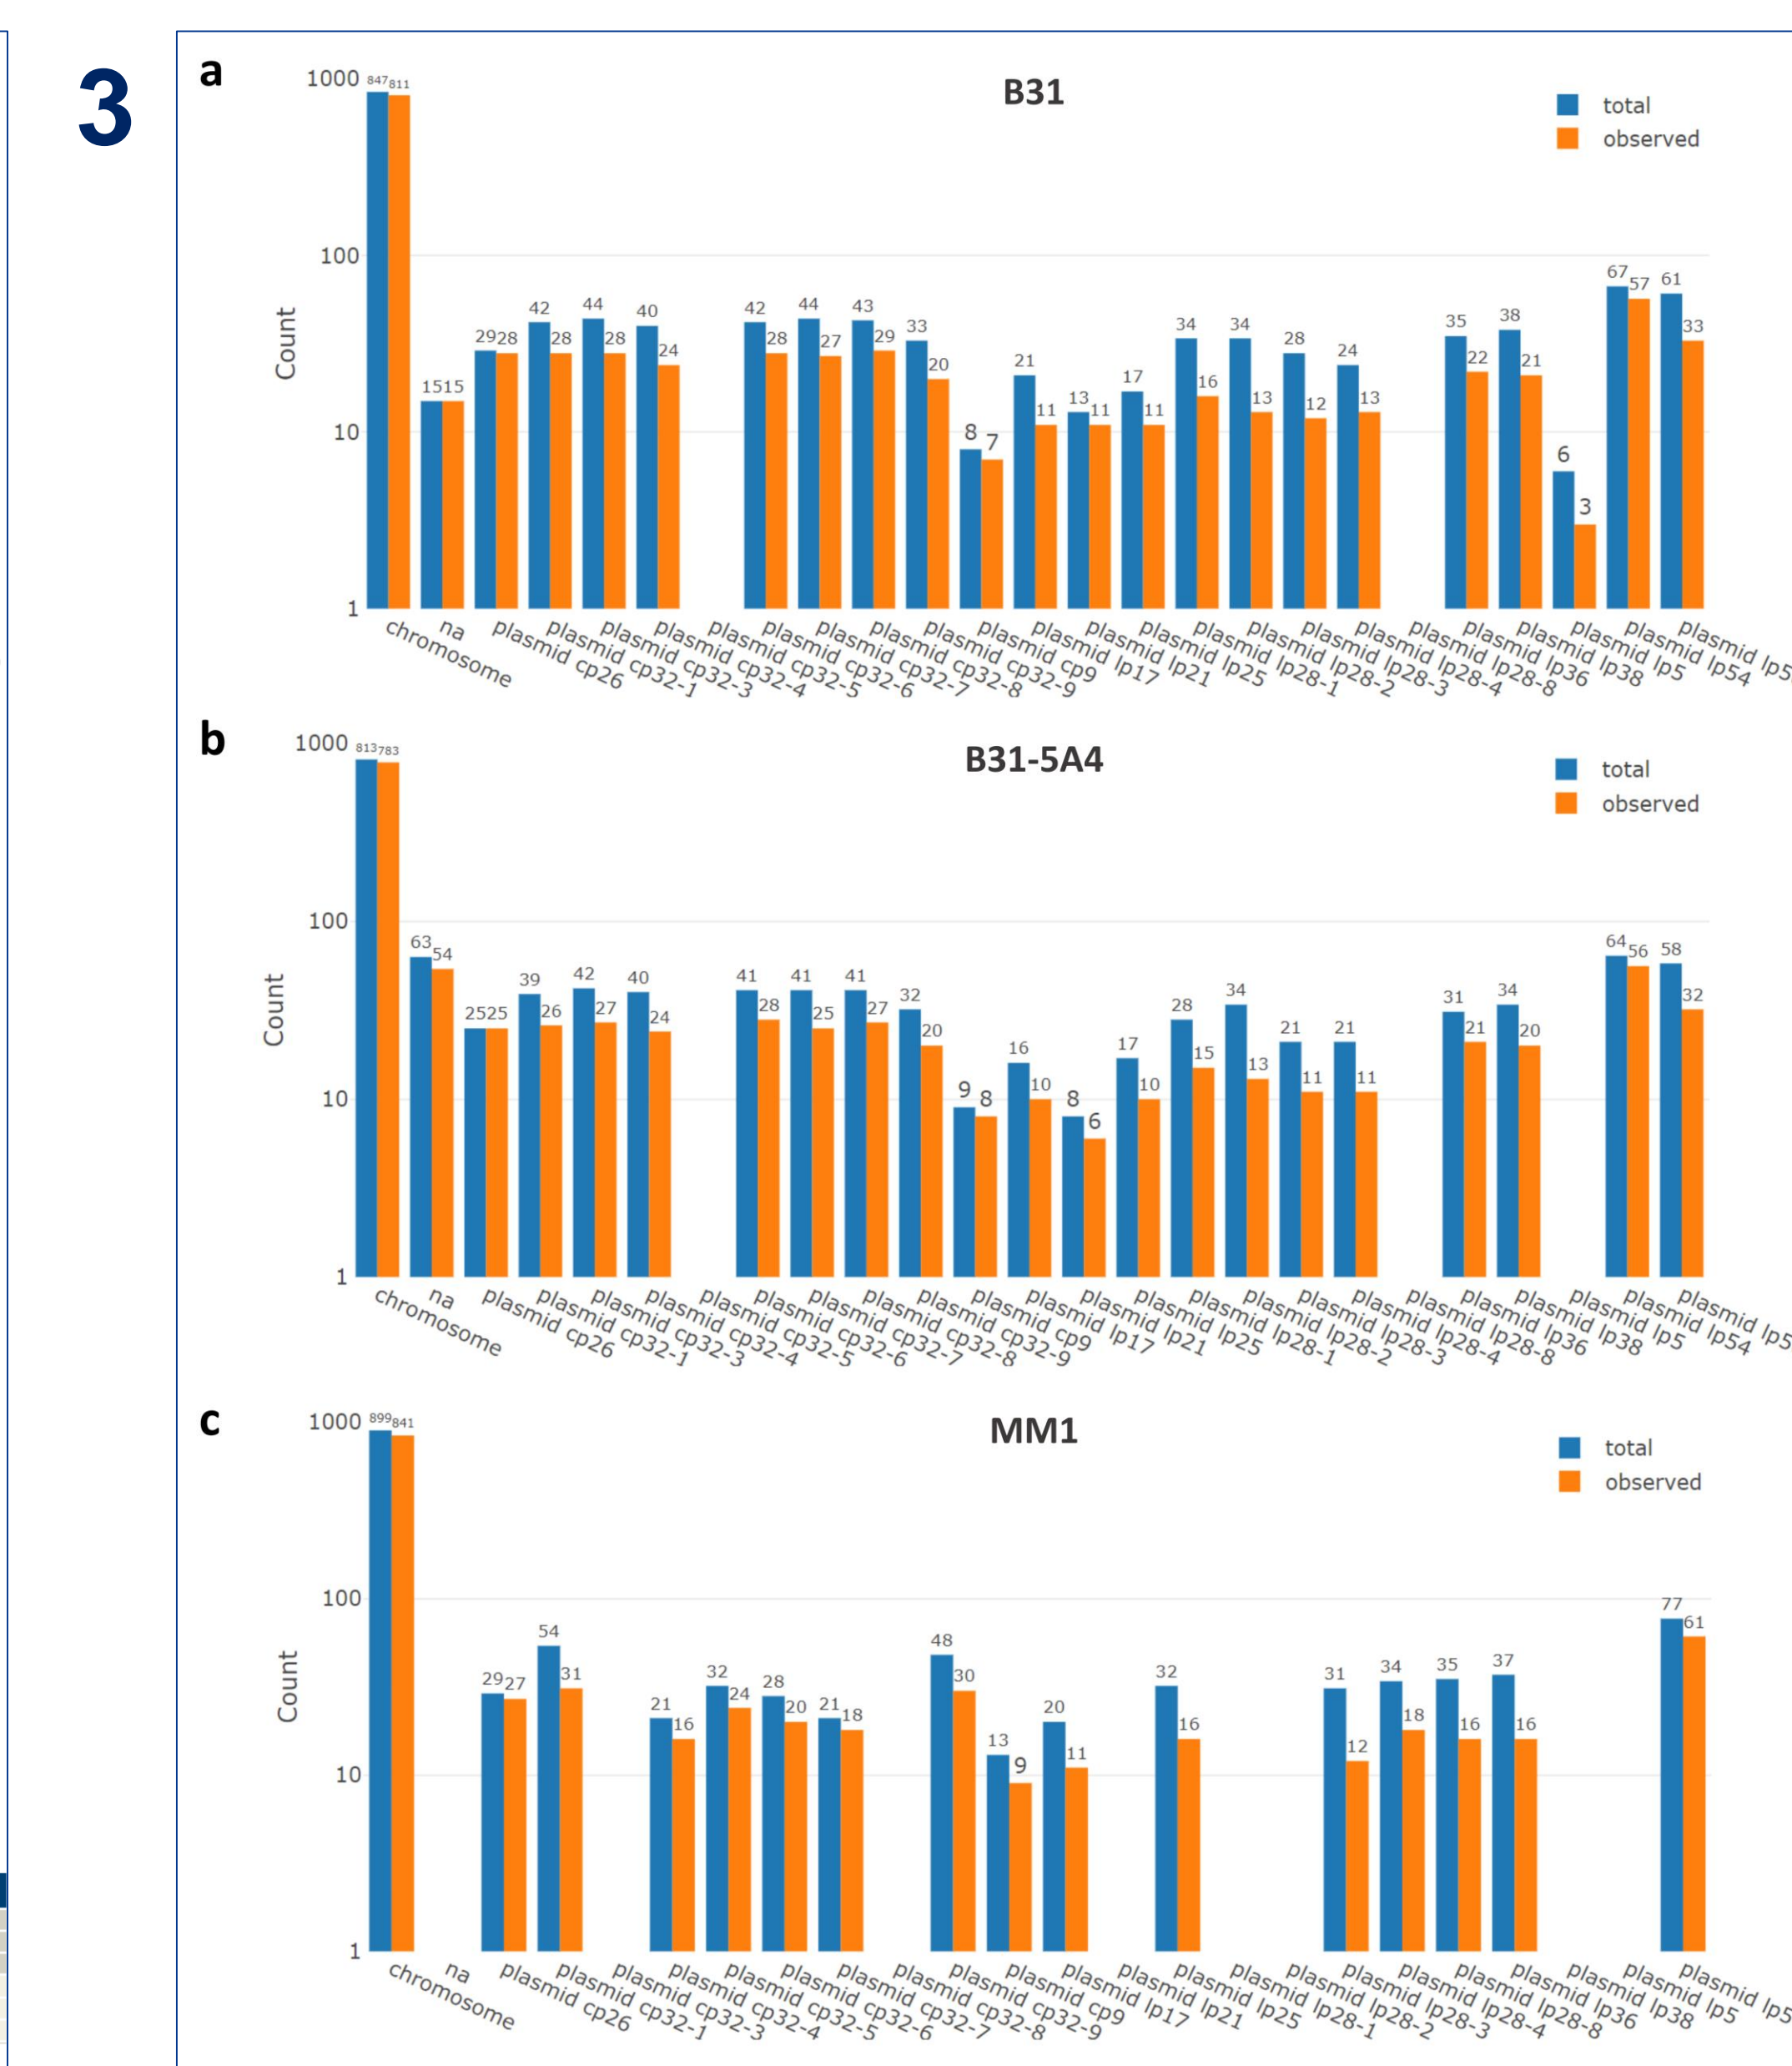 3
a
B31
total
observed
1000
100
10
1
Count
847 811
15 15
29 28
42 28
44 28
40 24
42 28
44 27
43 29
33 20
8 7
21 11
13 11
17 11
34 16
34 13
28 12
24 13
35 22
38 21
6 3
67 57
61 33
chromosome
na
plasmid cp26
plasmid cp32-1
plasmid cp32-3
plasmid cp32-4
plasmid cp32-5
plasmid cp32-6
plasmid cp32-7
plasmid cp32-8
plasmid cp32-9
plasmid cp9
plasmid lp17
plasmid lp21
plasmid lp25
plasmid lp28-1
plasmid lp28-2
plasmid lp28-3
plasmid lp28-4
plasmid lp28-8
plasmid lp36
plasmid lp38
plasmid lp5
plasmid lp54
plasmid lp5
b
B31-5A4
total
observed
1000
100
10
1
Count
813 783
63 54
25 25
39 26
42 27
40 24
41 28
41 25
41 27
32 20
9 8
16 10
8 6
17 10
28 15
34 13
21 11
21 11
31 21
34 20
64 56
58 32
chromosome
na
plasmid cp26
plasmid cp32-1
plasmid cp32-3
plasmid cp32-4
plasmid cp32-5
plasmid cp32-6
plasmid cp32-7
plasmid cp32-8
plasmid cp32-9
plasmid cp9
plasmid lp17
plasmid lp21
plasmid lp25
plasmid lp28-1
plasmid lp28-2
plasmid lp28-3
plasmid lp28-4
plasmid lp28-8
plasmid lp36
plasmid lp38
plasmid lp5
plasmid lp54
plasmid lp5
c
MM1
total
observed
1000
100
10
1
Count
899 841
29 27
54 31
21 16
32 24
28 20
21 18
48 30
13 9
20 11
32 16
31 12
34 18
35 16
37 16
77 61
chromosome
na
plasmid cp26
plasmid cp32-1
plasmid cp32-3
plasmid cp32-4
plasmid cp32-5
plasmid cp32-6
plasmid cp32-7
plasmid cp32-8
plasmid cp32-9
plasmid cp9
plasmid lp17
plasmid lp21
plasmid lp25
plasmid lp28-1
plasmid lp28-2
plasmid lp28-3
plasmid lp28-4
plasmid lp28-8
plasmid lp36
plasmid lp38
plasmid lp5
plasmid lp5